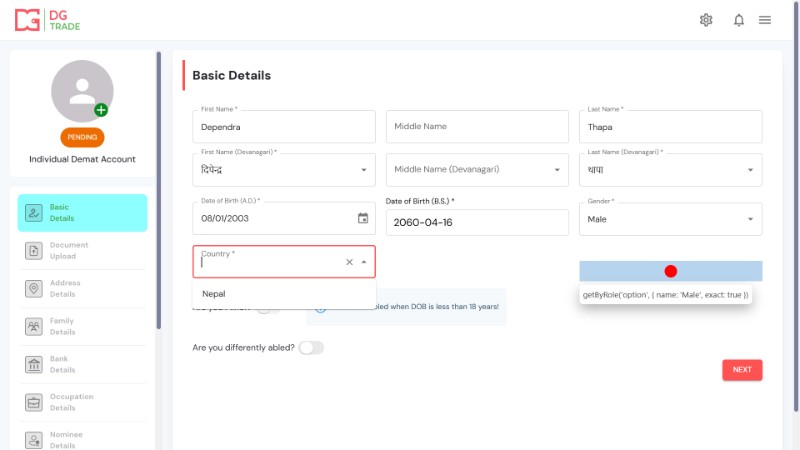 DG
TRADE
PENDING
Individual Demat Account
Basic
Details
Document
Upload
Address
Details
Family
Details
Bank
Details
Occupation
Details
Nominee
Details
Basic Details
First Name *
Dependra
Middle Name
Last Name *
Thapa
First Name (Devanagari) *
दिपेन्द्र
Middle Name (Devanagari)
Last Name (Devanagari) *
थापा
Date of Birth (A.D.) *
08/01/2003
Date of Birth (B.S.) *
2060-04-16
Gender *
Male
Country *
Nepal
getByRole('option', { name: 'Male', exact: true })
bled when DOB is less than 18 years!
Are you differently abled?
NEXT